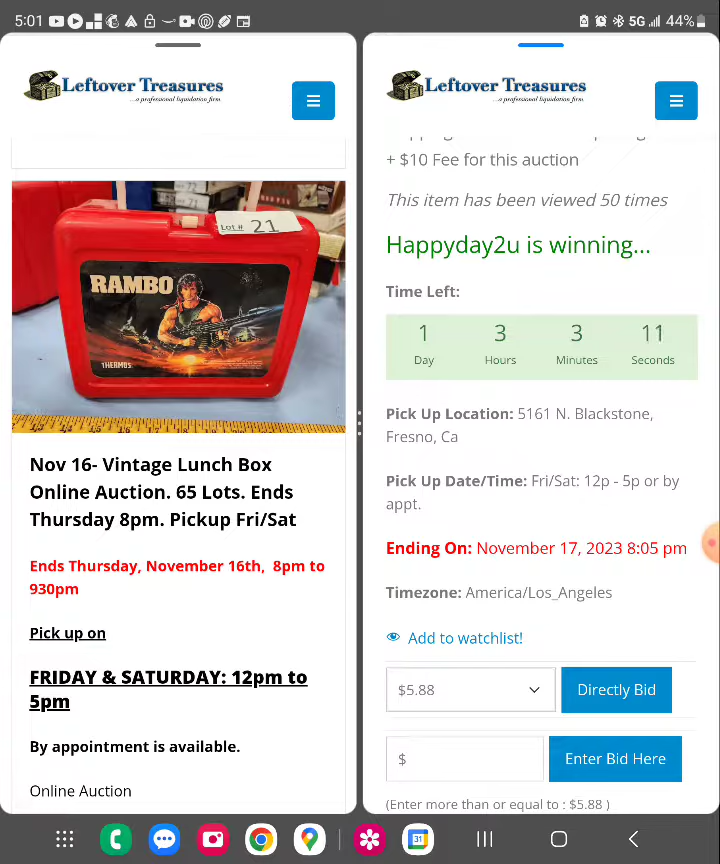 5:01
5G 44%
Leftover Treasures
...a professional liquidation firm.
Lot# 21
RAMBO
THERMOS
Nov 16- Vintage Lunch Box
Online Auction. 65 Lots. Ends
Thursday 8pm. Pickup Fri/Sat
Ends Thursday, November 16th, 8pm to
930pm
Pick up on
FRIDAY & SATURDAY: 12pm to
5pm
By appointment is available.
Online Auction
Leftover Treasures
...a professional liquidation firm.
+ $10 Fee for this auction
This item has been viewed 50 times
Happyday2u is winning...
Time Left:
1 3 3 11
Day Hours Minutes Seconds
Pick Up Location: 5161 N. Blackstone,
Fresno, Ca
Pick Up Date/Time: Fri/Sat: 12p - 5p or by
appt.
Ending On: November 17, 2023 8:05 pm
Timezone: America/Los_Angeles
Add to watchlist!
$5.88 Directly Bid
$ Enter Bid Here
(Enter more than or equal to : $5.88 )
31